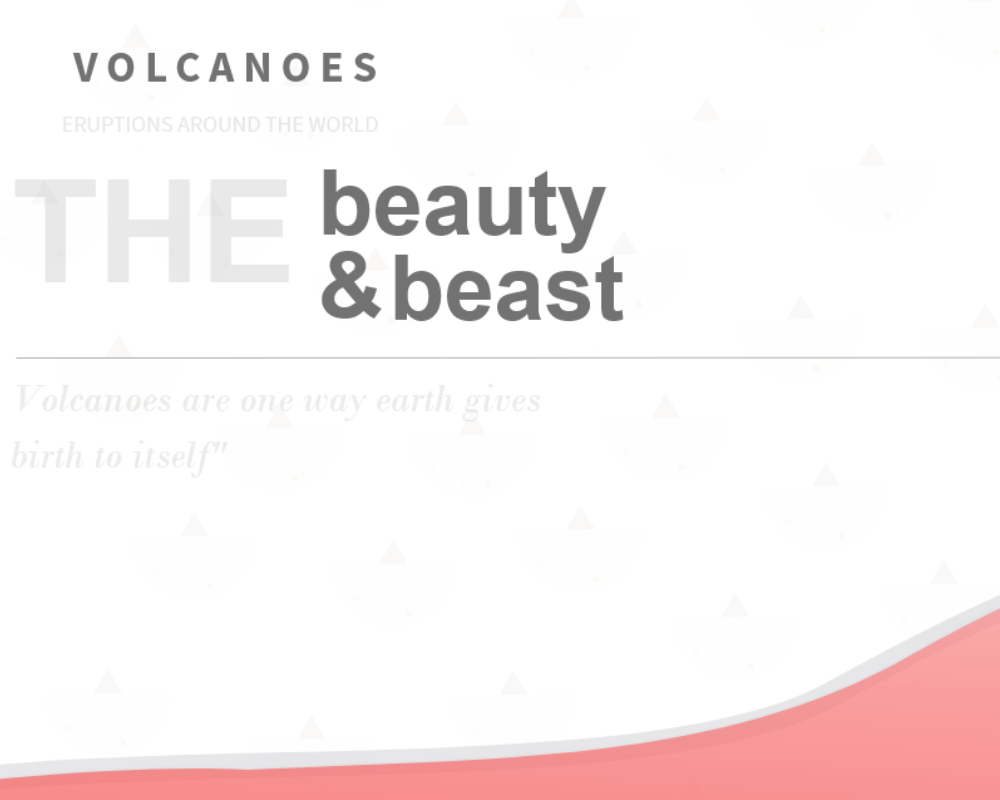 VOLCANOES
ERUPTIONS AROUND THE WORLD
THE beauty
&beast
Volcanoes are one way earth gives
birth to itself"